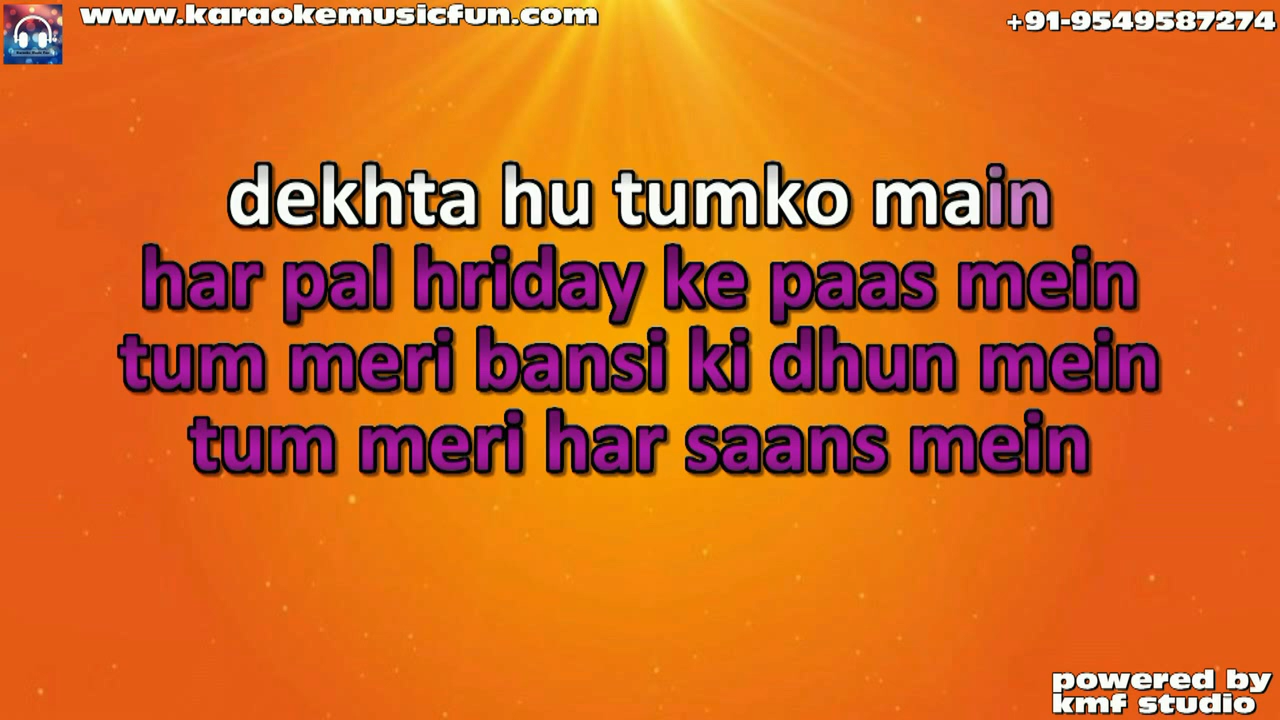 www.karaokemusicfun.com
+91-9549587274
dekhta hu tumko main
har pal hriday ke paas mein
tum meri bansi ki dhun mein
tum meri har saans mein
powered by
kmf studio